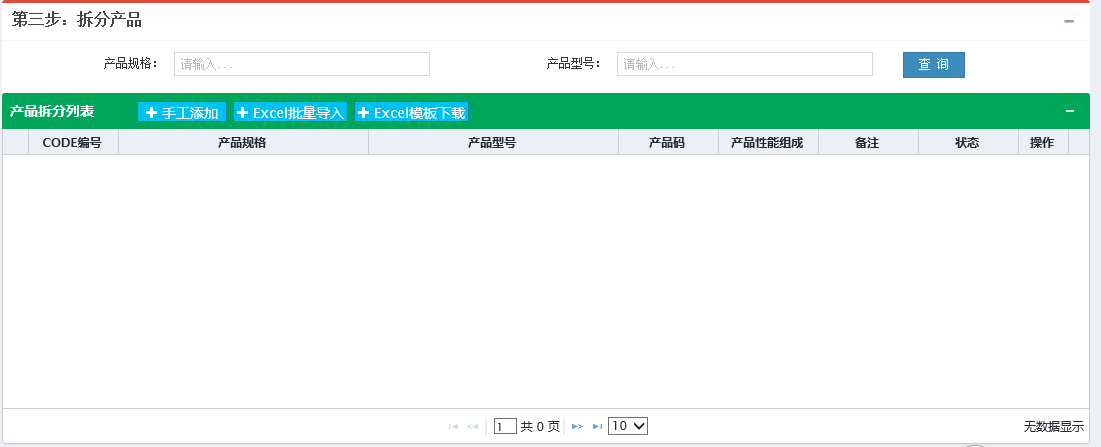 第三步：拆分产品
产品规格： 请输入... 产品型号： 请输入... 查 询
产品拆分列表 手工添加 Excel批量导入 Excel模板下载
CODE编号 产品规格 产品型号 产品码 产品性能组成 备注 状态 操作
1 共 0 页 10 无数据显示